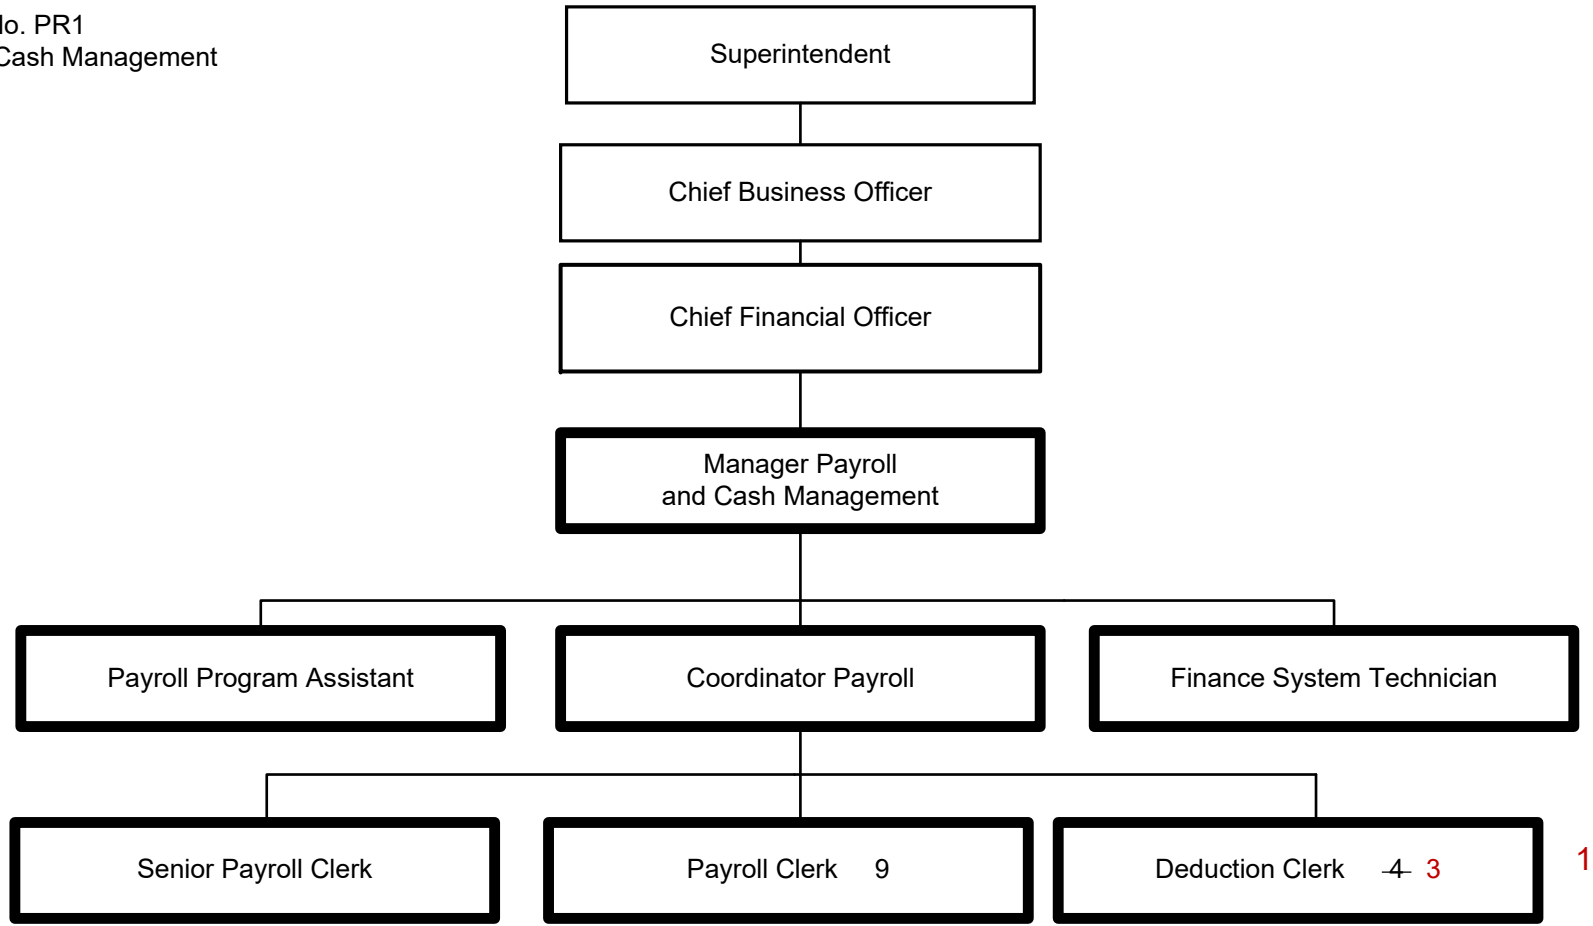 No. PR1
Cash Management
Superintendent
Chief Business Officer
Chief Financial Officer
Manager Payroll
and Cash Management
Payroll Program Assistant
Coordinator Payroll
Finance System Technician
Senior Payroll Clerk
Payroll Clerk 9
Deduction Clerk 4 3
1